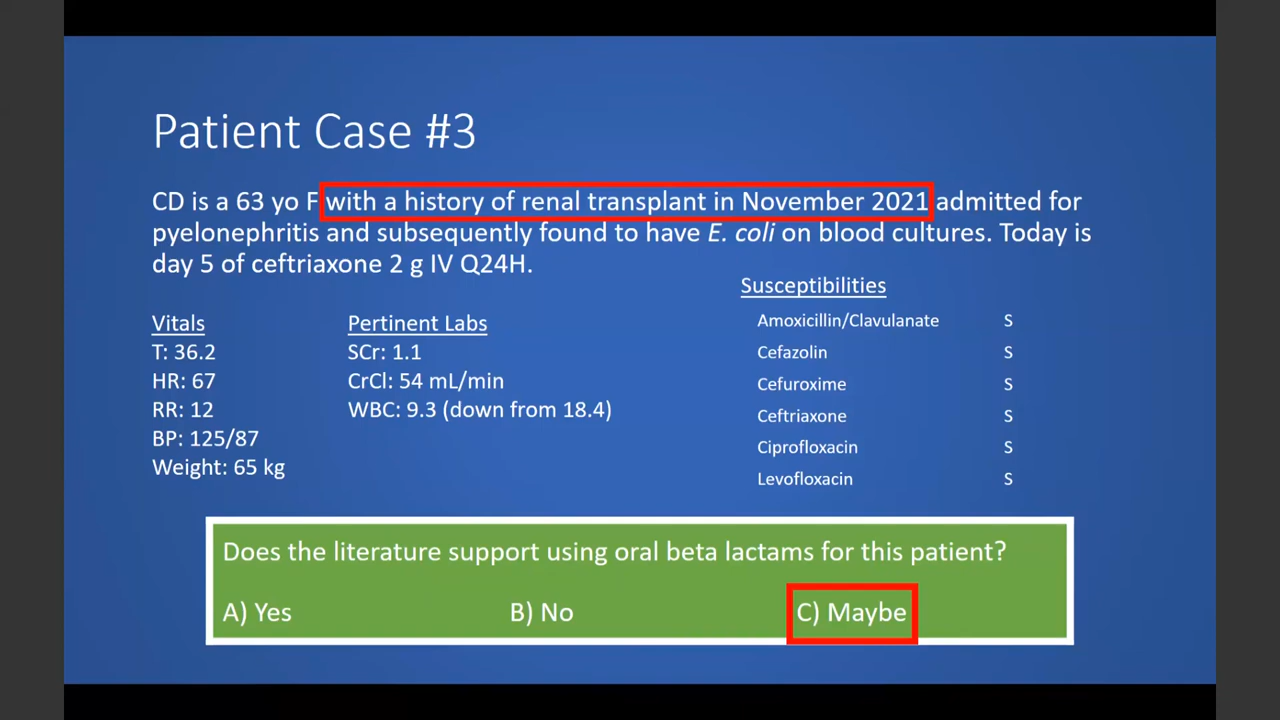 Patient Case #3
CD is a 63 yo F with a history of renal transplant in November 2021 admitted for
pyelonephritis and subsequently found to have E. coli on blood cultures. Today is
day 5 of ceftriaxone 2 g IV Q24H.
Vitals
T: 36.2
HR: 67
RR: 12
BP: 125/87
Weight: 65 kg
Pertinent Labs
SCr: 1.1
CrCl: 54 mL/min
WBC: 9.3 (down from 18.4)
Susceptibilities
Amoxicillin/Clavulanate S
Cefazolin S
Cefuroxime S
Ceftriaxone S
Ciprofloxacin S
Levofloxacin S
Does the literature support using oral beta lactams for this patient?
A) Yes B) No C) Maybe